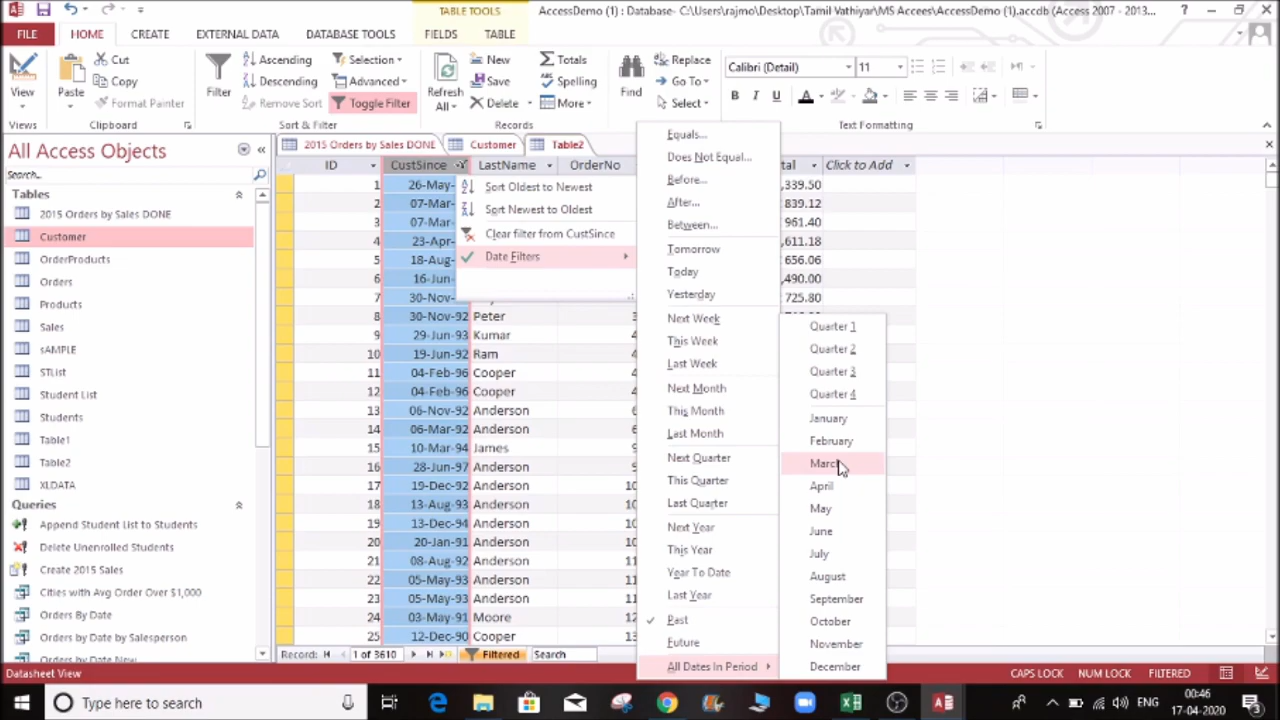 TABLE TOOLS
AccessDemo (1) : Database- C:\Users\rajmo\Desktop\Tamil Vathiyar\MS Accees\AccessDemo (1).accdb (Access 2007 - 2013...
FILE HOME CREATE EXTERNAL DATA DATABASE TOOLS FIELDS TABLE
View
Views
Paste
Cut
Copy
Format Painter
Clipboard
Filter
Ascending
Descending
Remove Sort
Selection
Advanced
Toggle Filter
Sort & Filter
Refresh
All
New
Save
Delete
Totals
Spelling
More
Records
Find
Replace
Go To
Select
Calibri (Detail) 11
B I U A
Text Formatting
All Access Objects
Search..
Tables
2015 Orders by Sales DONE
Customer
OrderProducts
Orders
Products
Sales
sAMPLE
STList
Student List
Students
Table1
Table2
XLDATA
Queries
Append Student List to Students
Delete Unenrolled Students
Create 2015 Sales
Cities with Avg Order Over $1,000
Orders By Date
Orders by Date by Salesperson
2015 Orders by Sales DONE Customer Table2
ID CustSince LastName OrderNo tal Click to Add
1 26-May- ,339.50
2 07-Mar- 839.12
3 07-Mar- 961.40
4 23-Apr- ,611.18
5 18-Aug- 656.06
6 16-Jun- ,490.00
7 30-Nov- 725.80
8 30-Nov-92 Peter
9 29-Jun-93 Kumar
10 19-Jun-92 Ram
11 04-Feb-96 Cooper
12 04-Feb-96 Cooper
13 06-Nov-92 Anderson
14 06-Mar-92 Anderson
15 10-Mar-94 James
16 28-Jun-97 Anderson
17 19-Dec-92 Anderson
18 13-Aug-93 Anderson
19 13-Dec-94 Anderson
20 20-Jan-91 Anderson
21 08-Aug-92 Anderson
22 05-May-93 Anderson
23 05-May-93 Anderson
24 03-May-91 Moore
25 12-Dec-90 Cooper
Sort Oldest to Newest
Sort Newest to Oldest
Clear filter from CustSince
Date Filters
Equals...
Does Not Equal...
Before...
After...
Between...
Tomorrow
Today
Yesterday
Next Week
This Week
Last Week
Next Month
This Month
Last Month
Next Quarter
This Quarter
Last Quarter
Next Year
This Year
Year To Date
Last Year
Past
Future
All Dates In Period
Quarter 1
Quarter 2
Quarter 3
Quarter 4
January
February
March
April
May
June
July
August
September
October
November
December
Record: 1 of 3610 Filtered Search
Datasheet View CAPS LOCK NUM LOCK FILTERED
Type here to search
ENG
00:46
17-04-2020
3